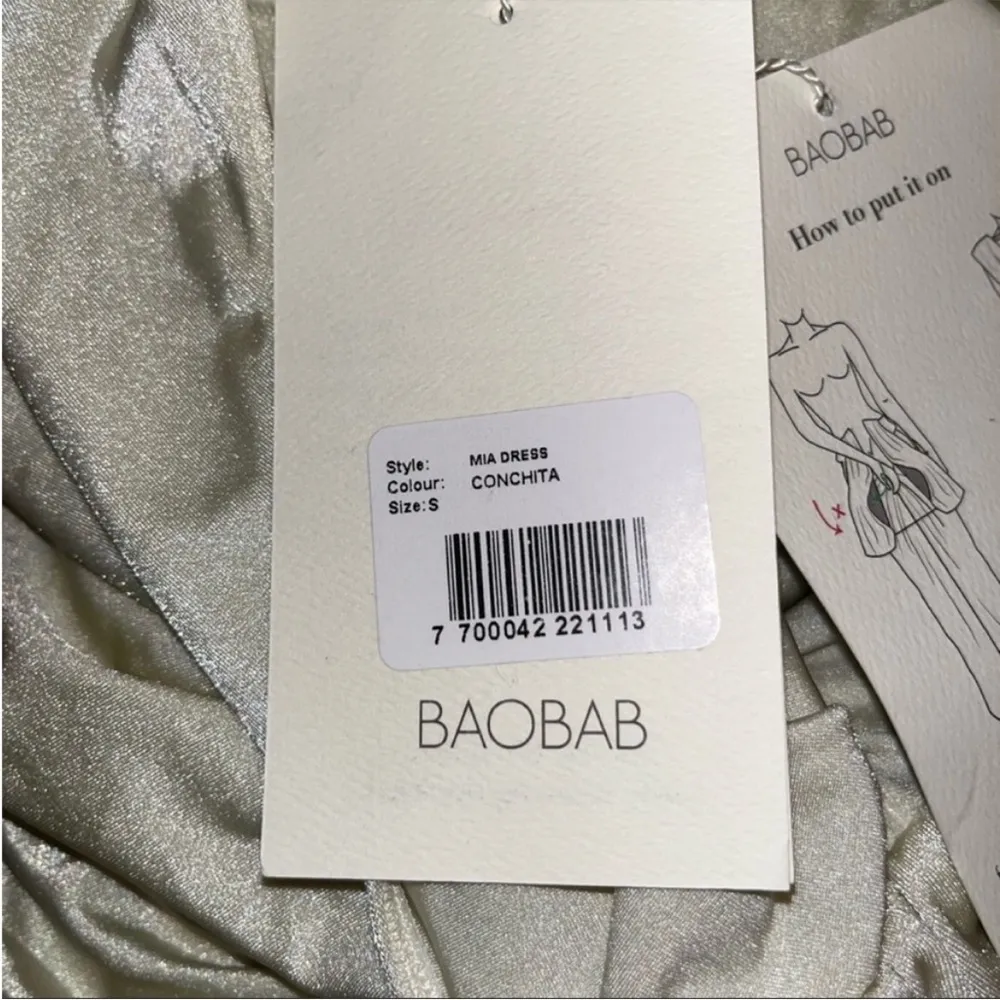 Style: MIA DRESS
Colour: CONCHITA
Size: S
7 700042 221113
BAOBAB
BAOBAB
How to put it on